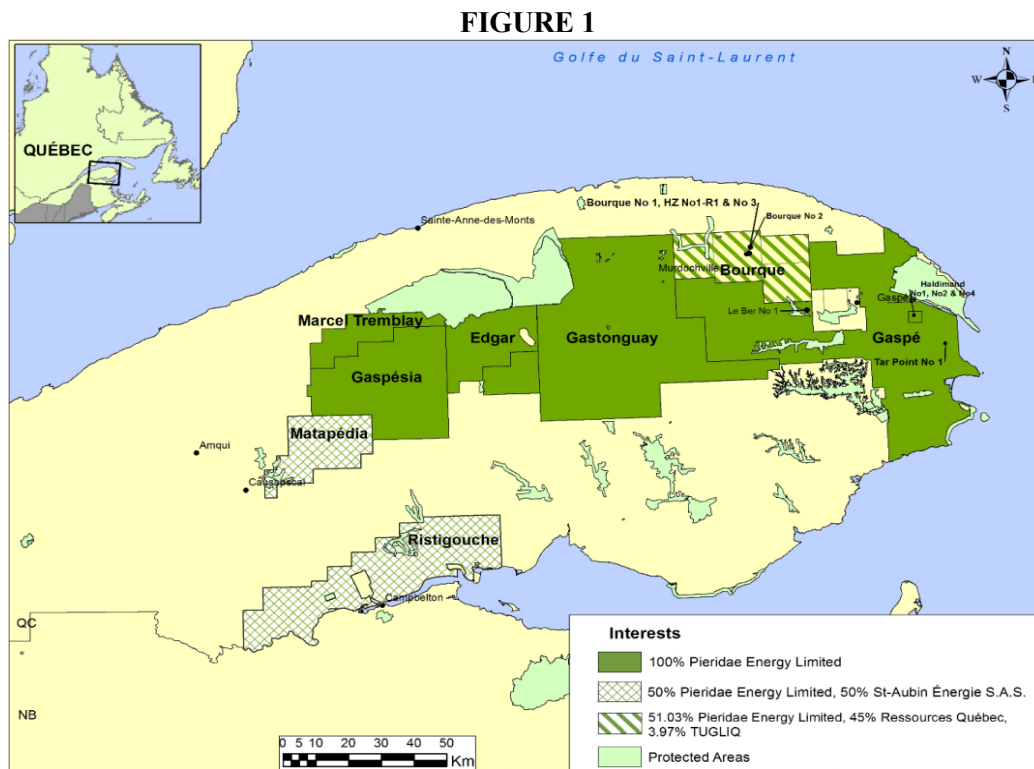 FIGURE 1
Golfe du Saint-Laurent
N
W
S
QUÉBEC
Sainte-Anne-des-Monts
Bourque No 1, HZ No1-R1 & No 3
Bourque No 2
Murdochville
Bourque
Haldimand
No1, No2 & No4
Gaspé
Le Ber No 1
Marcel Tremblay
Edgar
Gastonguay
Gaspé
Tar Point No 1
Gaspésia
Matapédia
Amqui
Causapscal
Ristigouche
Campbelton
QC
NB
Interests
100% Pieridae Energy Limited
50% Pieridae Energy Limited, 50% St-Aubin Énergie S.A.S.
51.03% Pieridae Energy Limited, 45% Ressources Québec,
3.97% TUGLIQ
Protected Areas
0 5 10 20 30 40 50
Km